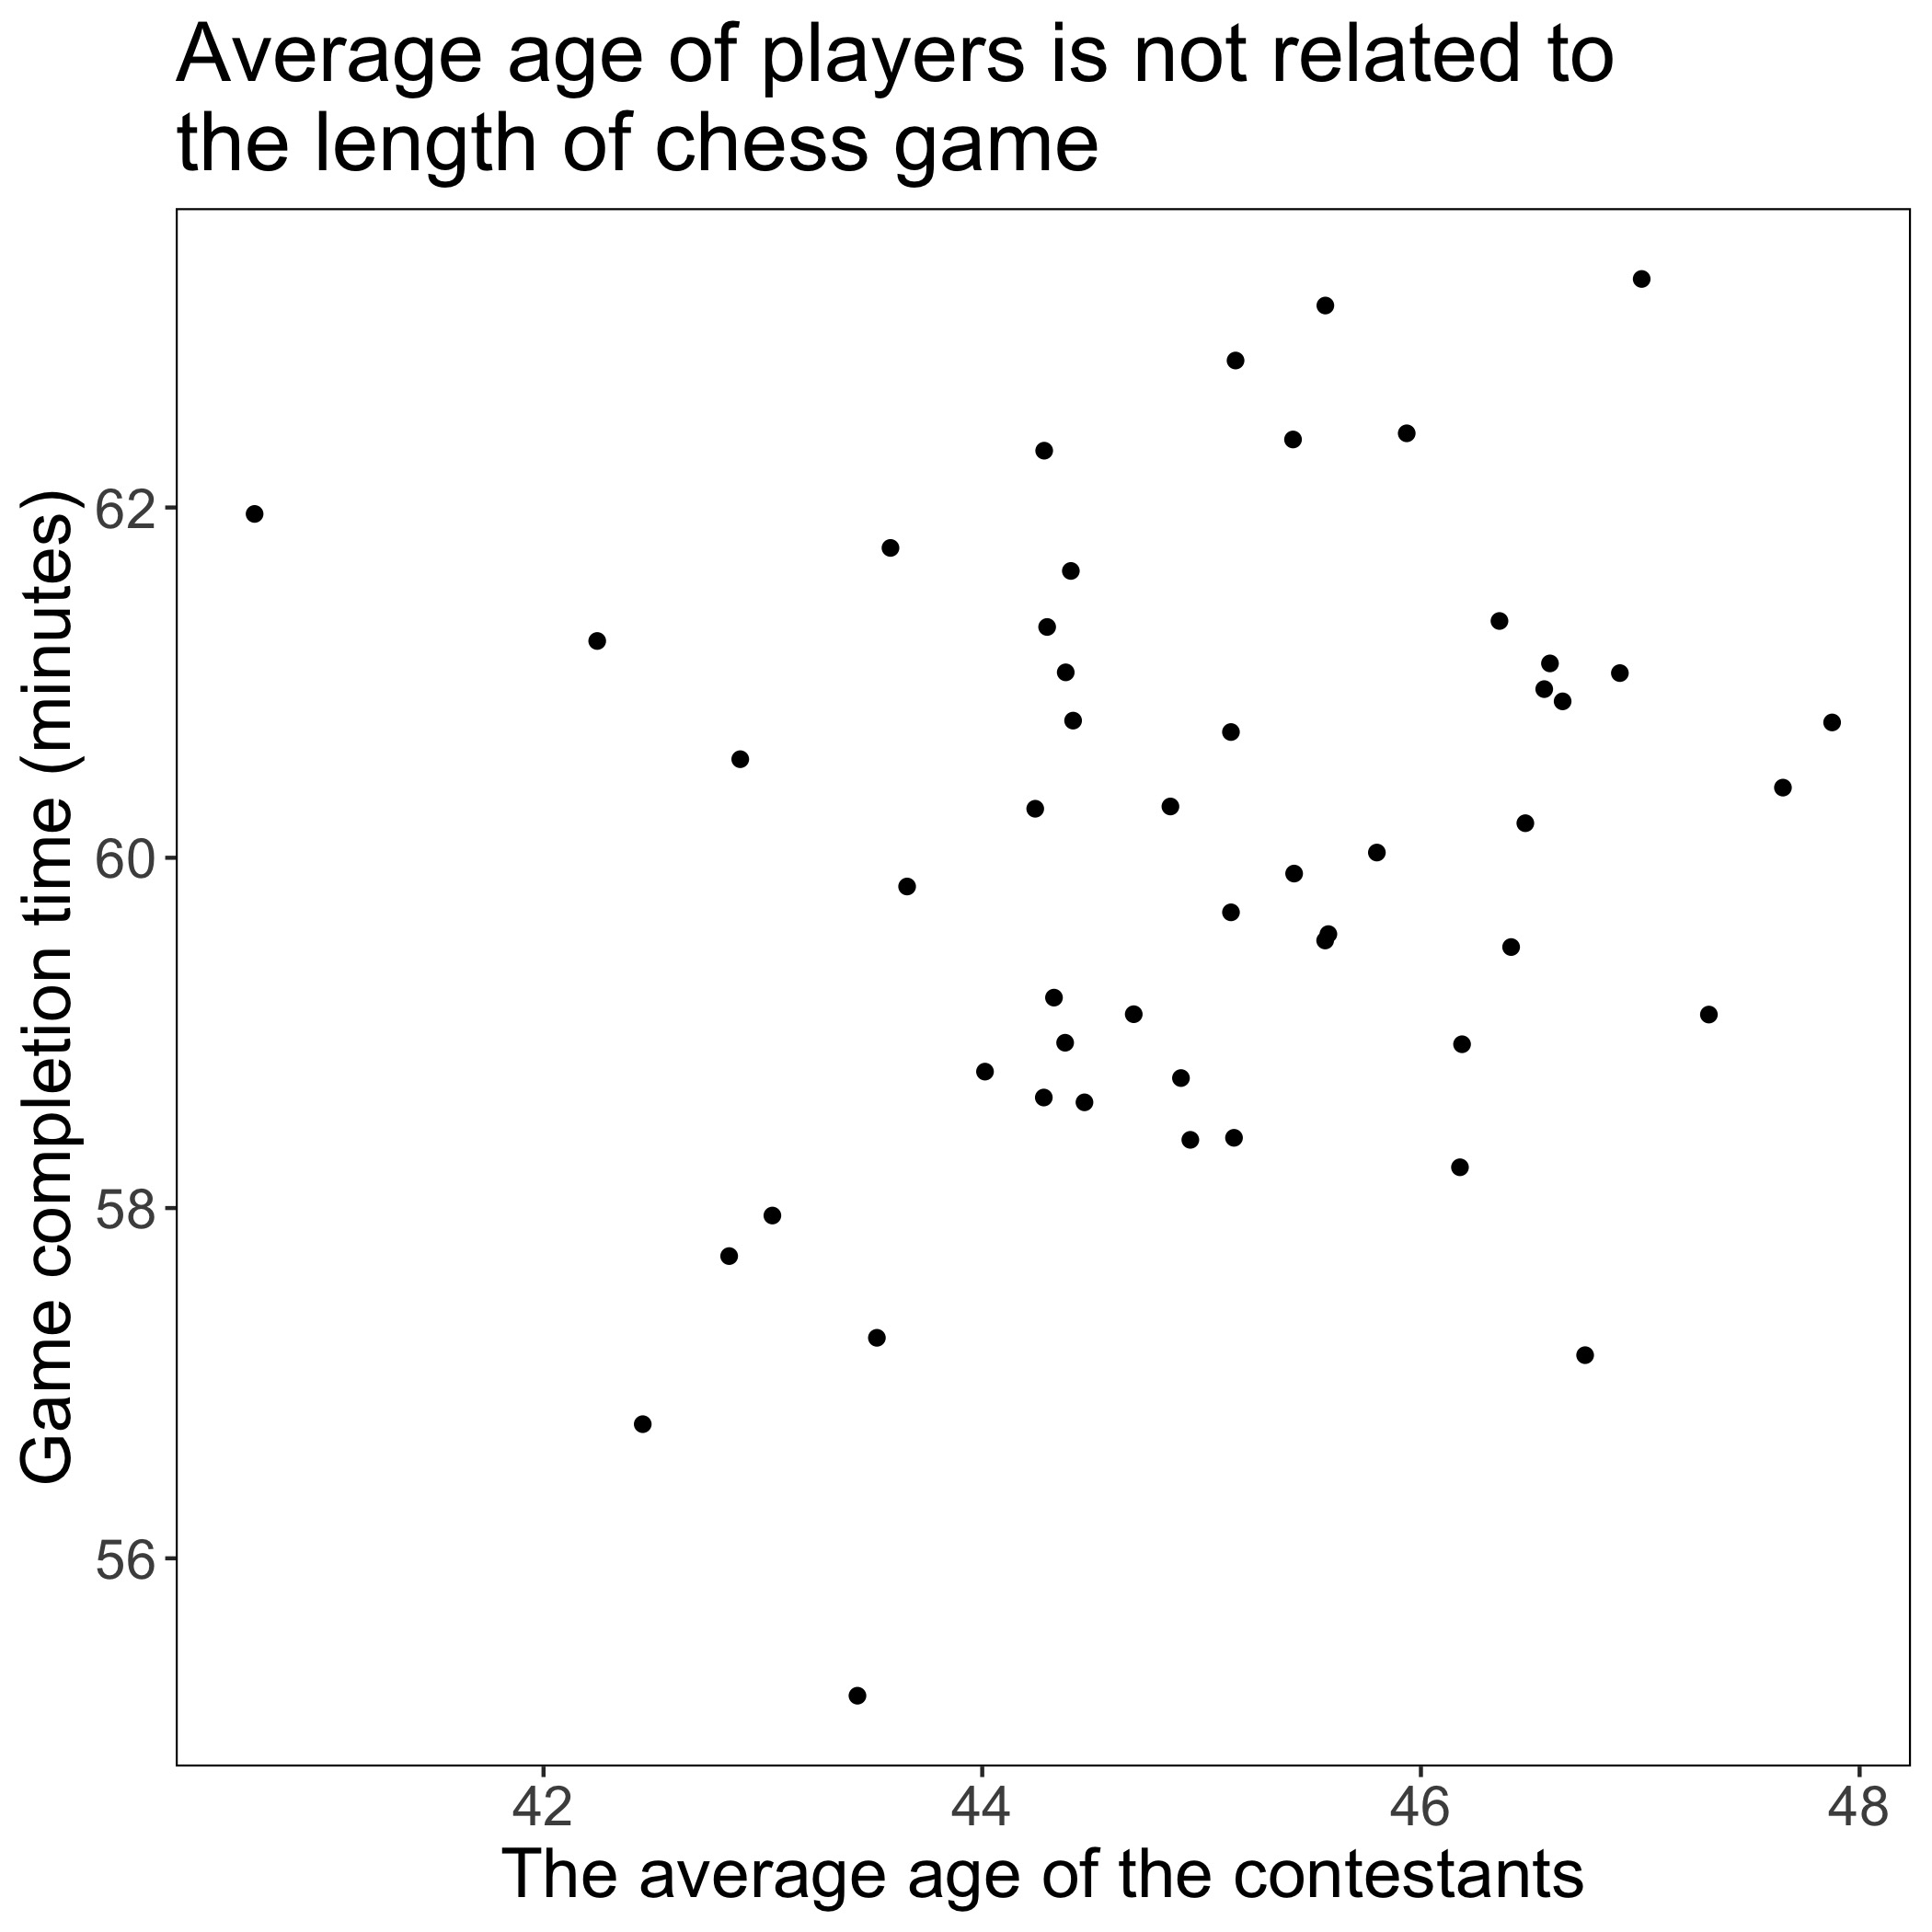 Average age of players is not related to
the length of chess game
Game completion time (minutes)
62
60
58
56
42
44
46
48
The average age of the contestants